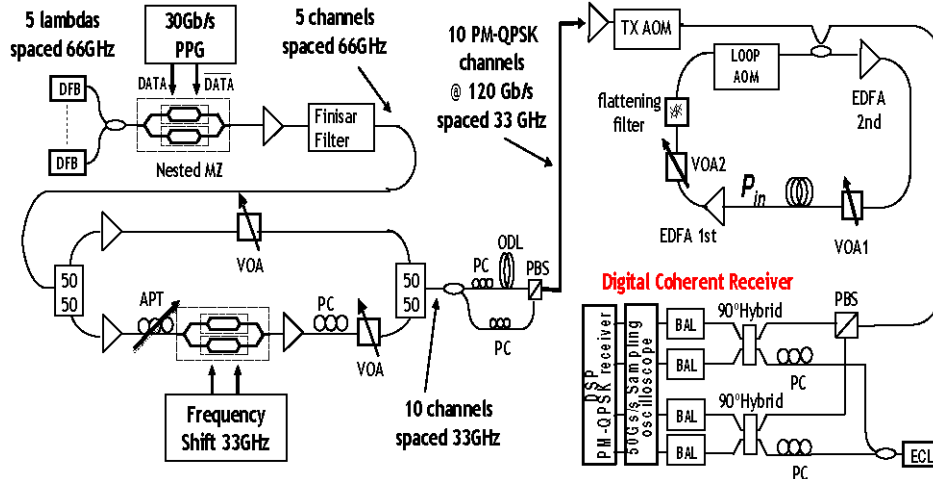 5 lambdas
spaced 66GHz
30Gb/s
PPG
5 channels
spaced 66GHz
DFB
DFB
DATA
DATA
Nested MZ
Finisar
Filter
10 PM-QPSK
channels
@ 120 Gb/s
spaced 33 GHz
TX AOM
LOOP
AOM
EDFA
2nd
flattening
filter
VOA2
Pin
EDFA 1st
VOA1
VOA
50
50
50
50
APT
PC
VOA
Frequency
Shift 33GHz
10 channels
spaced 33GHz
PC
ODL
PBS
PC
Digital Coherent Receiver
DSP
PM-QPSK receiver
50Gs/s Sampling
oscilloscope
BAL
BAL
BAL
BAL
90°Hybrid
90°Hybrid
PBS
PC
PC
ECL